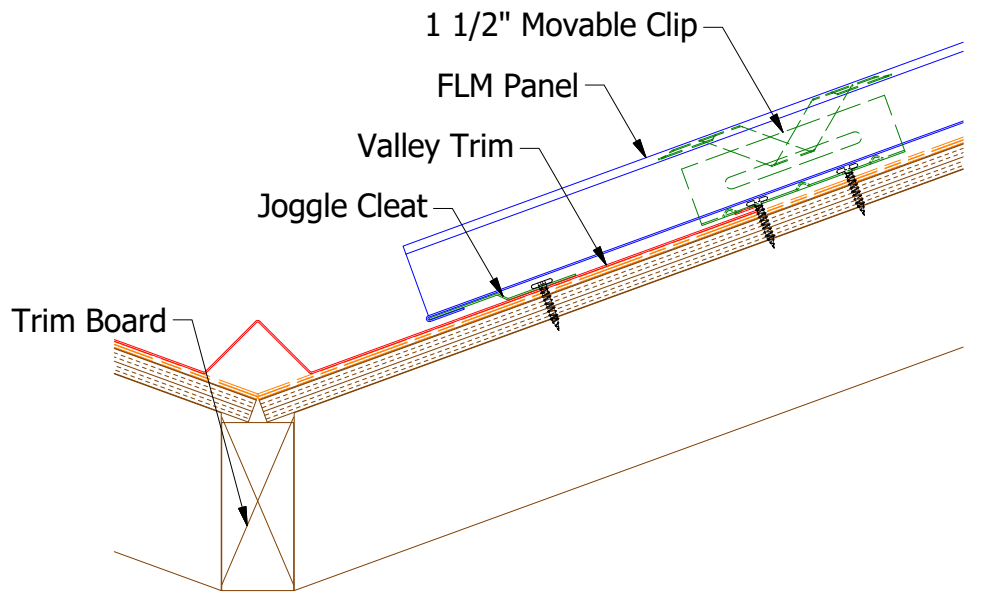 1 1/2" Movable Clip
FLM Panel
Valley Trim
Joggle Cleat
Trim Board